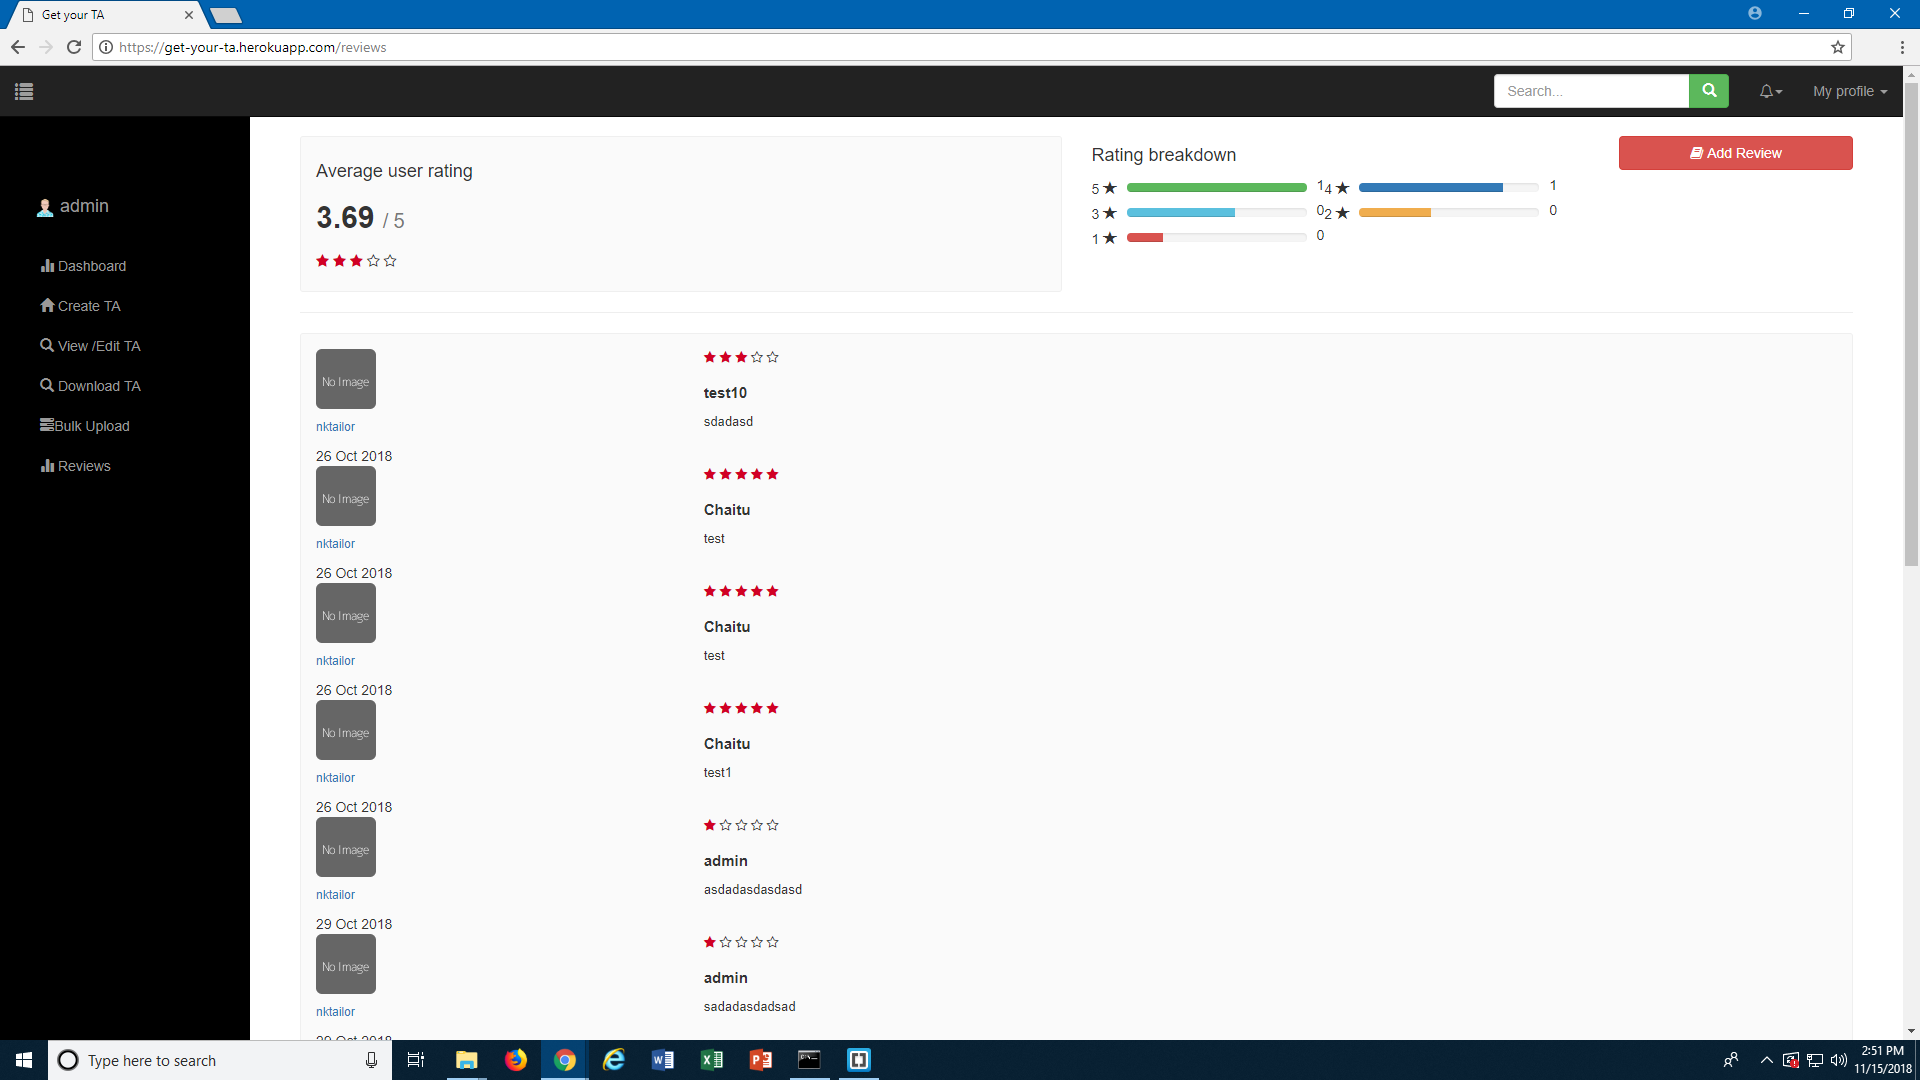 Get your TA
https://get-your-ta.herokuapp.com/reviews
Search...
My profile
admin
Dashboard
Create TA
View /Edit TA
Download TA
Bulk Upload
Reviews
Average user rating
3.69 / 5
Rating breakdown
5 1 4 1
3 0 2 0
1 0
Add Review
No Image
nktailor
26 Oct 2018
test10
sdadasd
No Image
nktailor
26 Oct 2018
Chaitu
test
No Image
nktailor
26 Oct 2018
Chaitu
test
No Image
nktailor
26 Oct 2018
Chaitu
test1
No Image
nktailor
29 Oct 2018
admin
asdadasdasdasd
No Image
nktailor
admin
sadadasdadsad
Type here to search
2:51 PM
11/15/2018